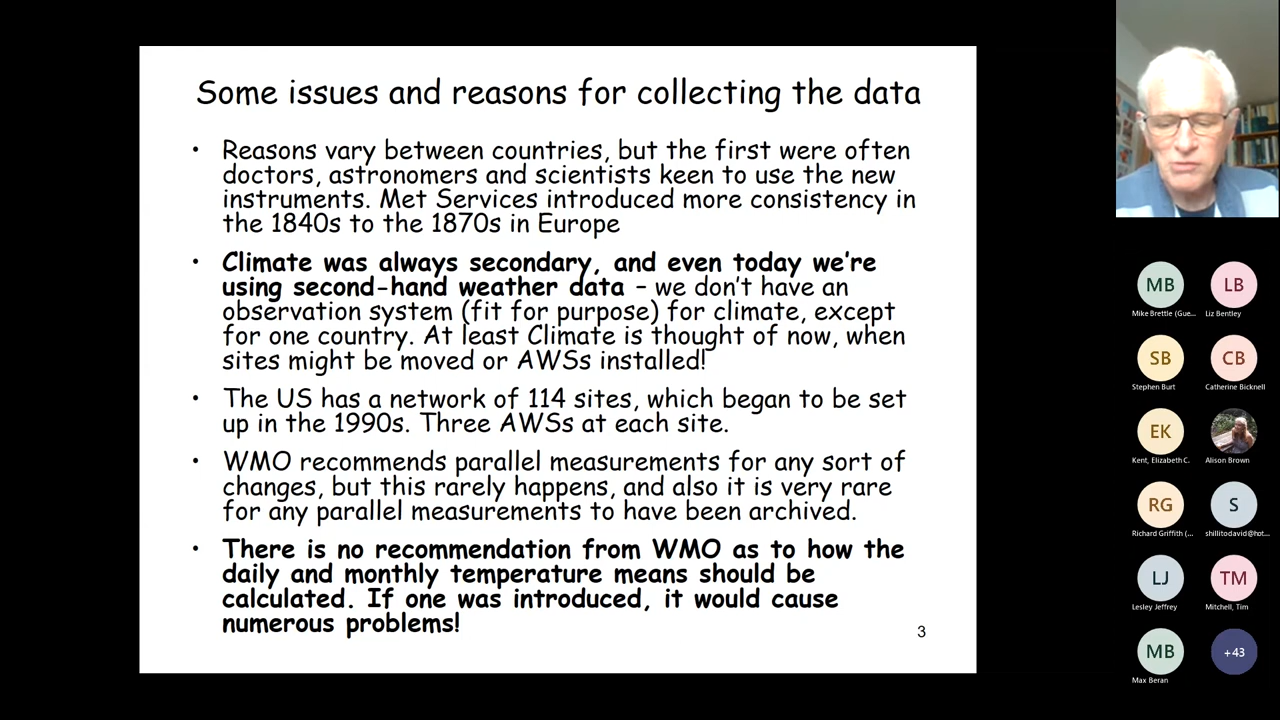 Some issues and reasons for collecting the data
• Reasons vary between countries, but the first were often
doctors, astronomers and scientists keen to use the new
instruments. Met Services introduced more consistency in
the 1840s to the 1870s in Europe
• Climate was always secondary, and even today we're
using second-hand weather data – we don't have an
observation system (fit for purpose) for climate, except
for one country. At least Climate is thought of now, when
sites might be moved or AWSs installed!
• The US has a network of 114 sites, which began to be set
up in the 1990s. Three AWSs at each site.
• WMO recommends parallel measurements for any sort of
changes, but this rarely happens, and also it is very rare
for any parallel measurements to have been archived.
• There is no recommendation from WMO as to how the
daily and monthly temperature means should be
calculated. If one was introduced, it would cause
numerous problems!
3
MB
LB
Mike Brettle (Gue...
Liz Bentley
SB
CB
Stephen Burt
Catherine Bicknell
EK
Kent, Elizabeth C.
Alison Brown
RG
S
Richard Griffith (...
shillitodavid@hot...
LJ
TM
Lesley Jeffrey
Mitchell, Tim
MB
+43
Max Beran